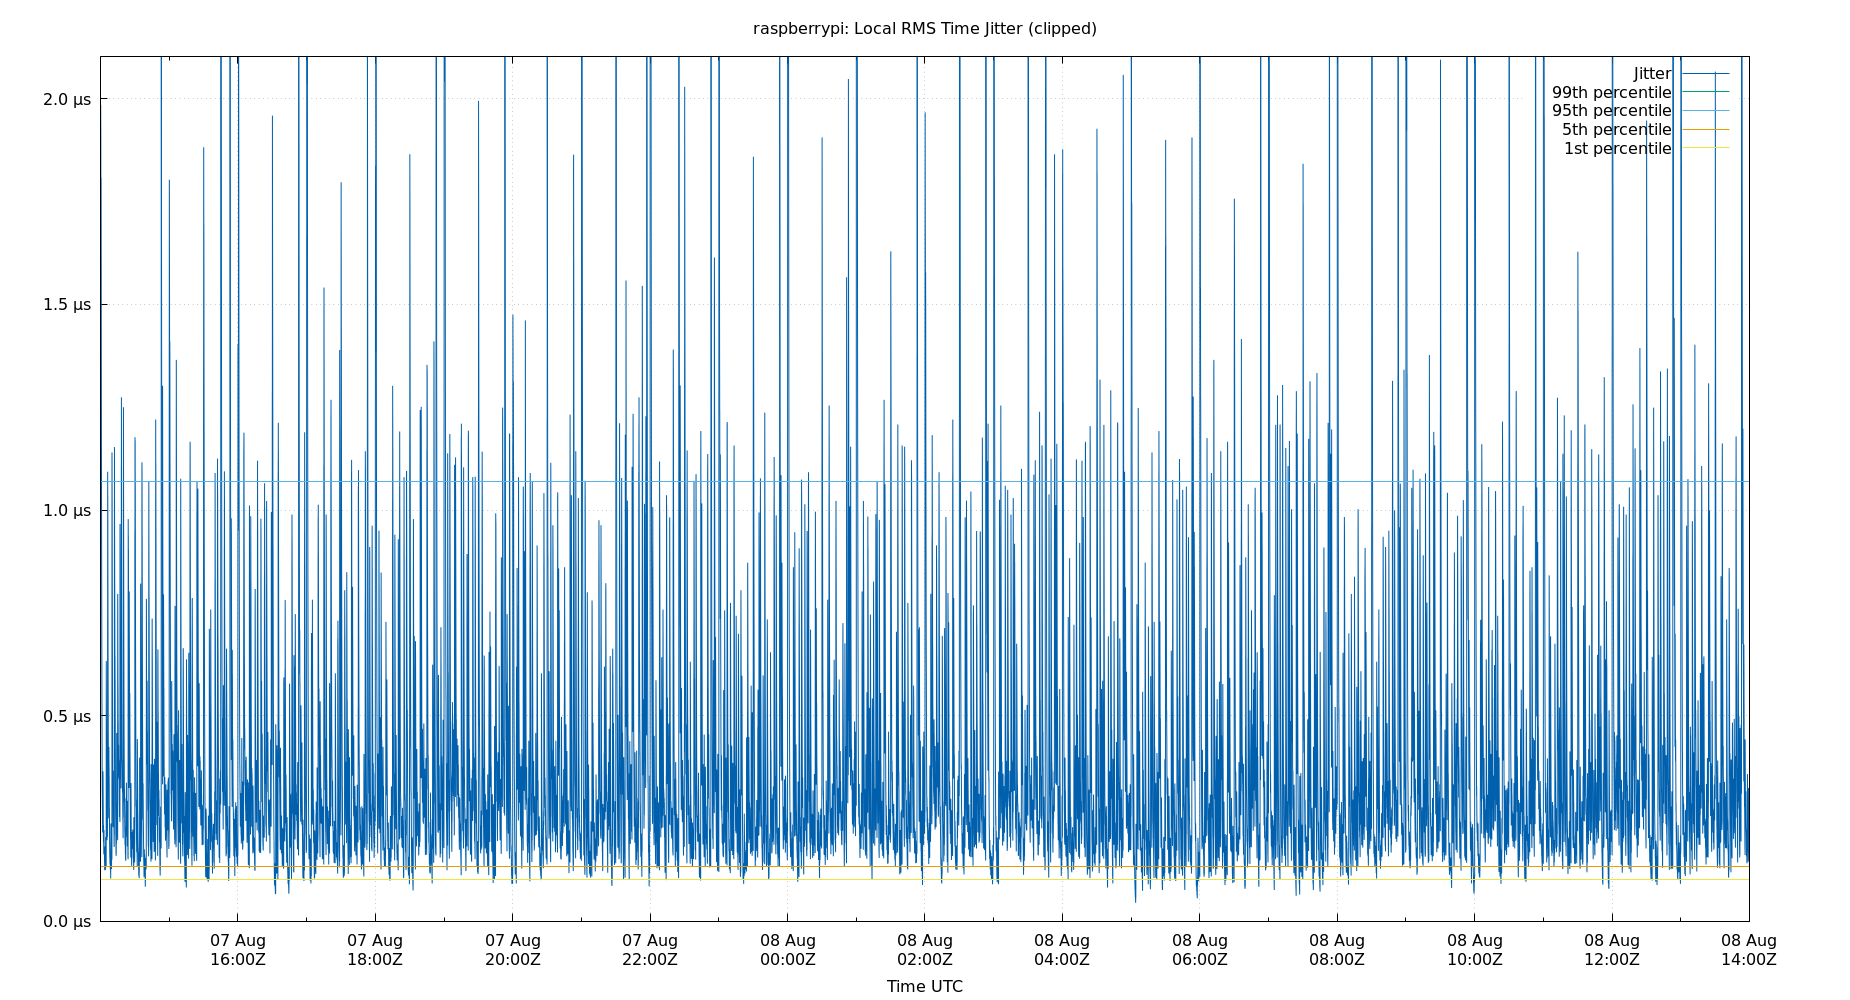 raspberrypi: Local RMS Time Jitter (clipped)
Jitter
99th percentile
95th percentile
5th percentile
1st percentile
2.0 μs
1.5 μs
1.0 μs
0.5 μs
0.0 μs
07 Aug 07 Aug 07 Aug 07 Aug 08 Aug 08 Aug 08 Aug 08 Aug 08 Aug 08 Aug 08 Aug 08 Aug
16:00Z 18:00Z 20:00Z 22:00Z 00:00Z 02:00Z 04:00Z 06:00Z 08:00Z 10:00Z 12:00Z 14:00Z
Time UTC